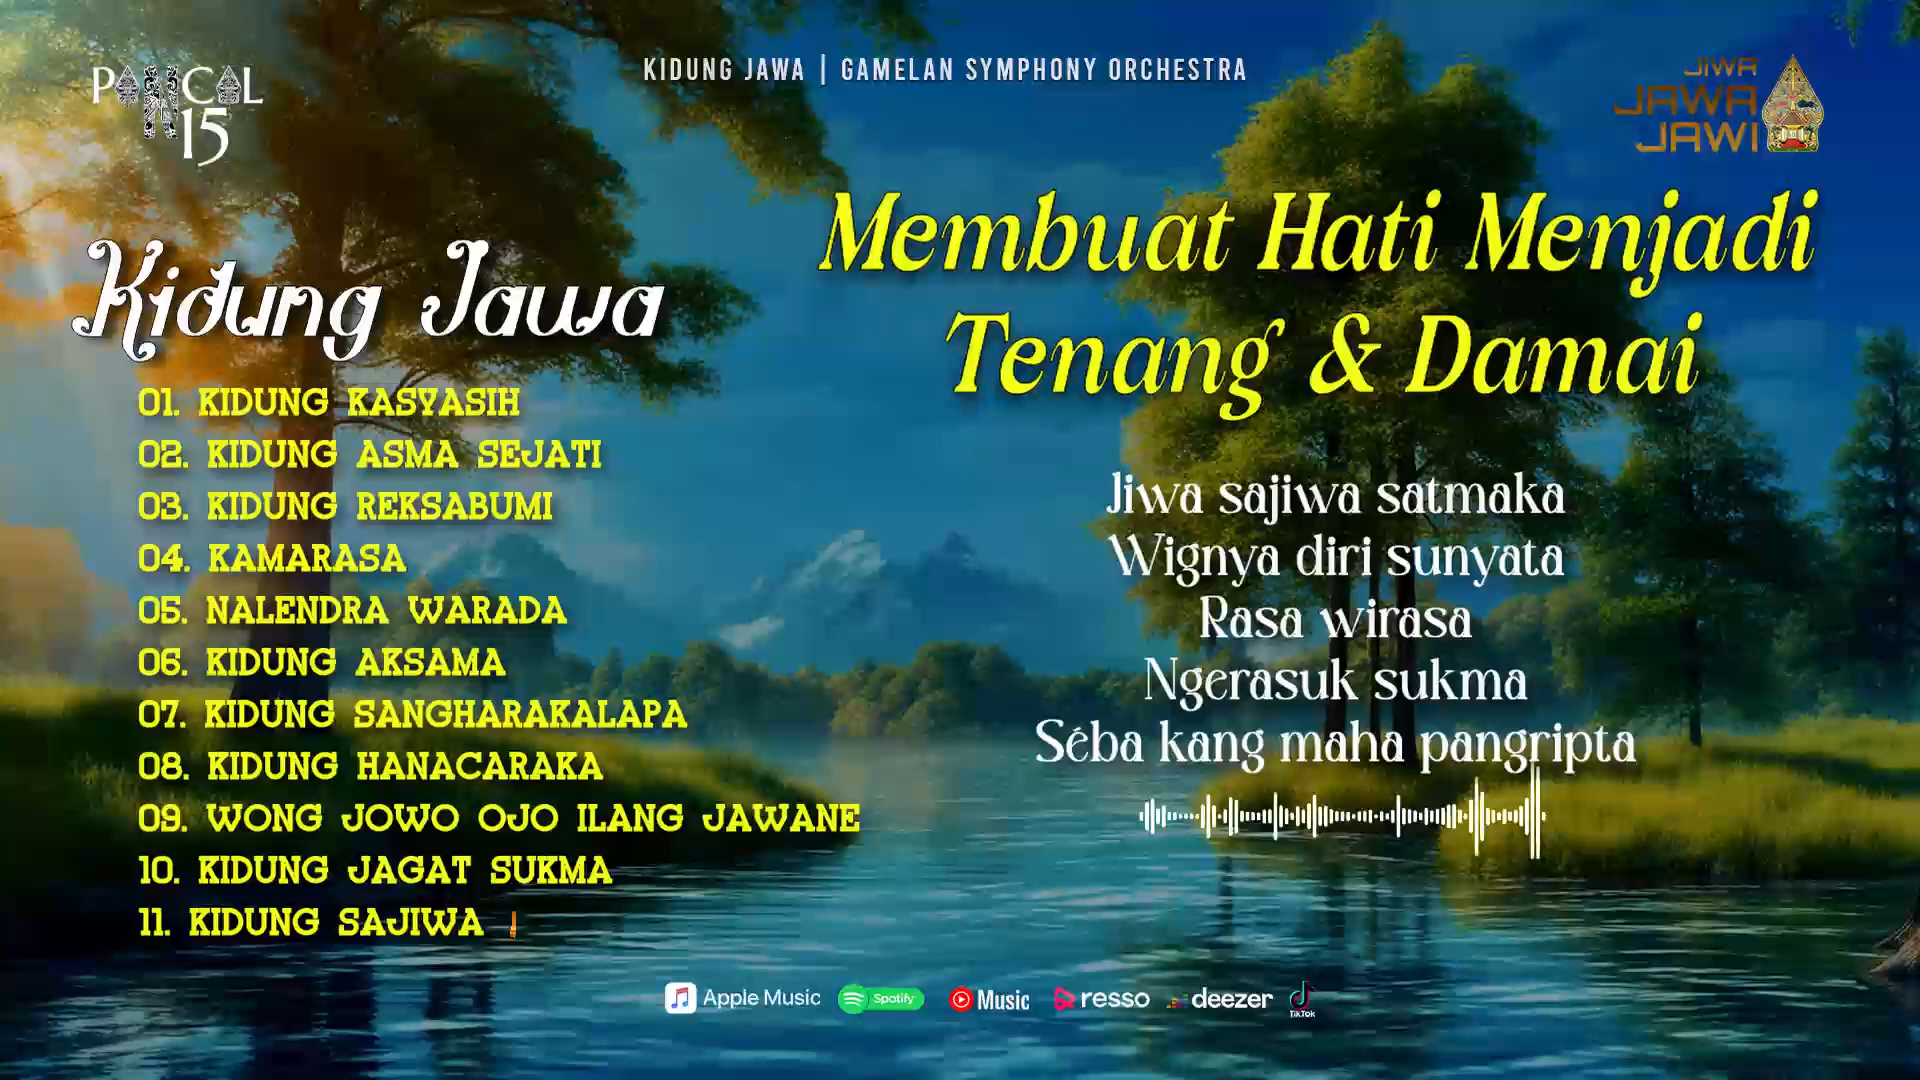 PANCAL
15
KIDUNG JAWA | GAMELAN SYMPHONY ORCHESTRA
JIWA
JAWA
JAWI
Kidung Jawa
01. KIDUNG KASYASIH
02. KIDUNG ASMA SEJATI
03. KIDUNG REKSABUMI
04. KAMARASA
05. NALENDRA WARADA
06. KIDUNG AKSAMA
07. KIDUNG SANGHARAKALAPA
08. KIDUNG HANACARAKA
09. WONG JOWO OJO ILANG JAWANE
10. KIDUNG JAGAT SUKMA
11. KIDUNG SAJIWA
Membuat Hati Menjadi
Tenang & Damai
Jiwa sajiwa satmaka
Wignya diri sunyata
Rasa wirasa
Ngerasuk sukma
Sèba kang maha pangripta
Apple Music Spotify Music resso deezer TikTok